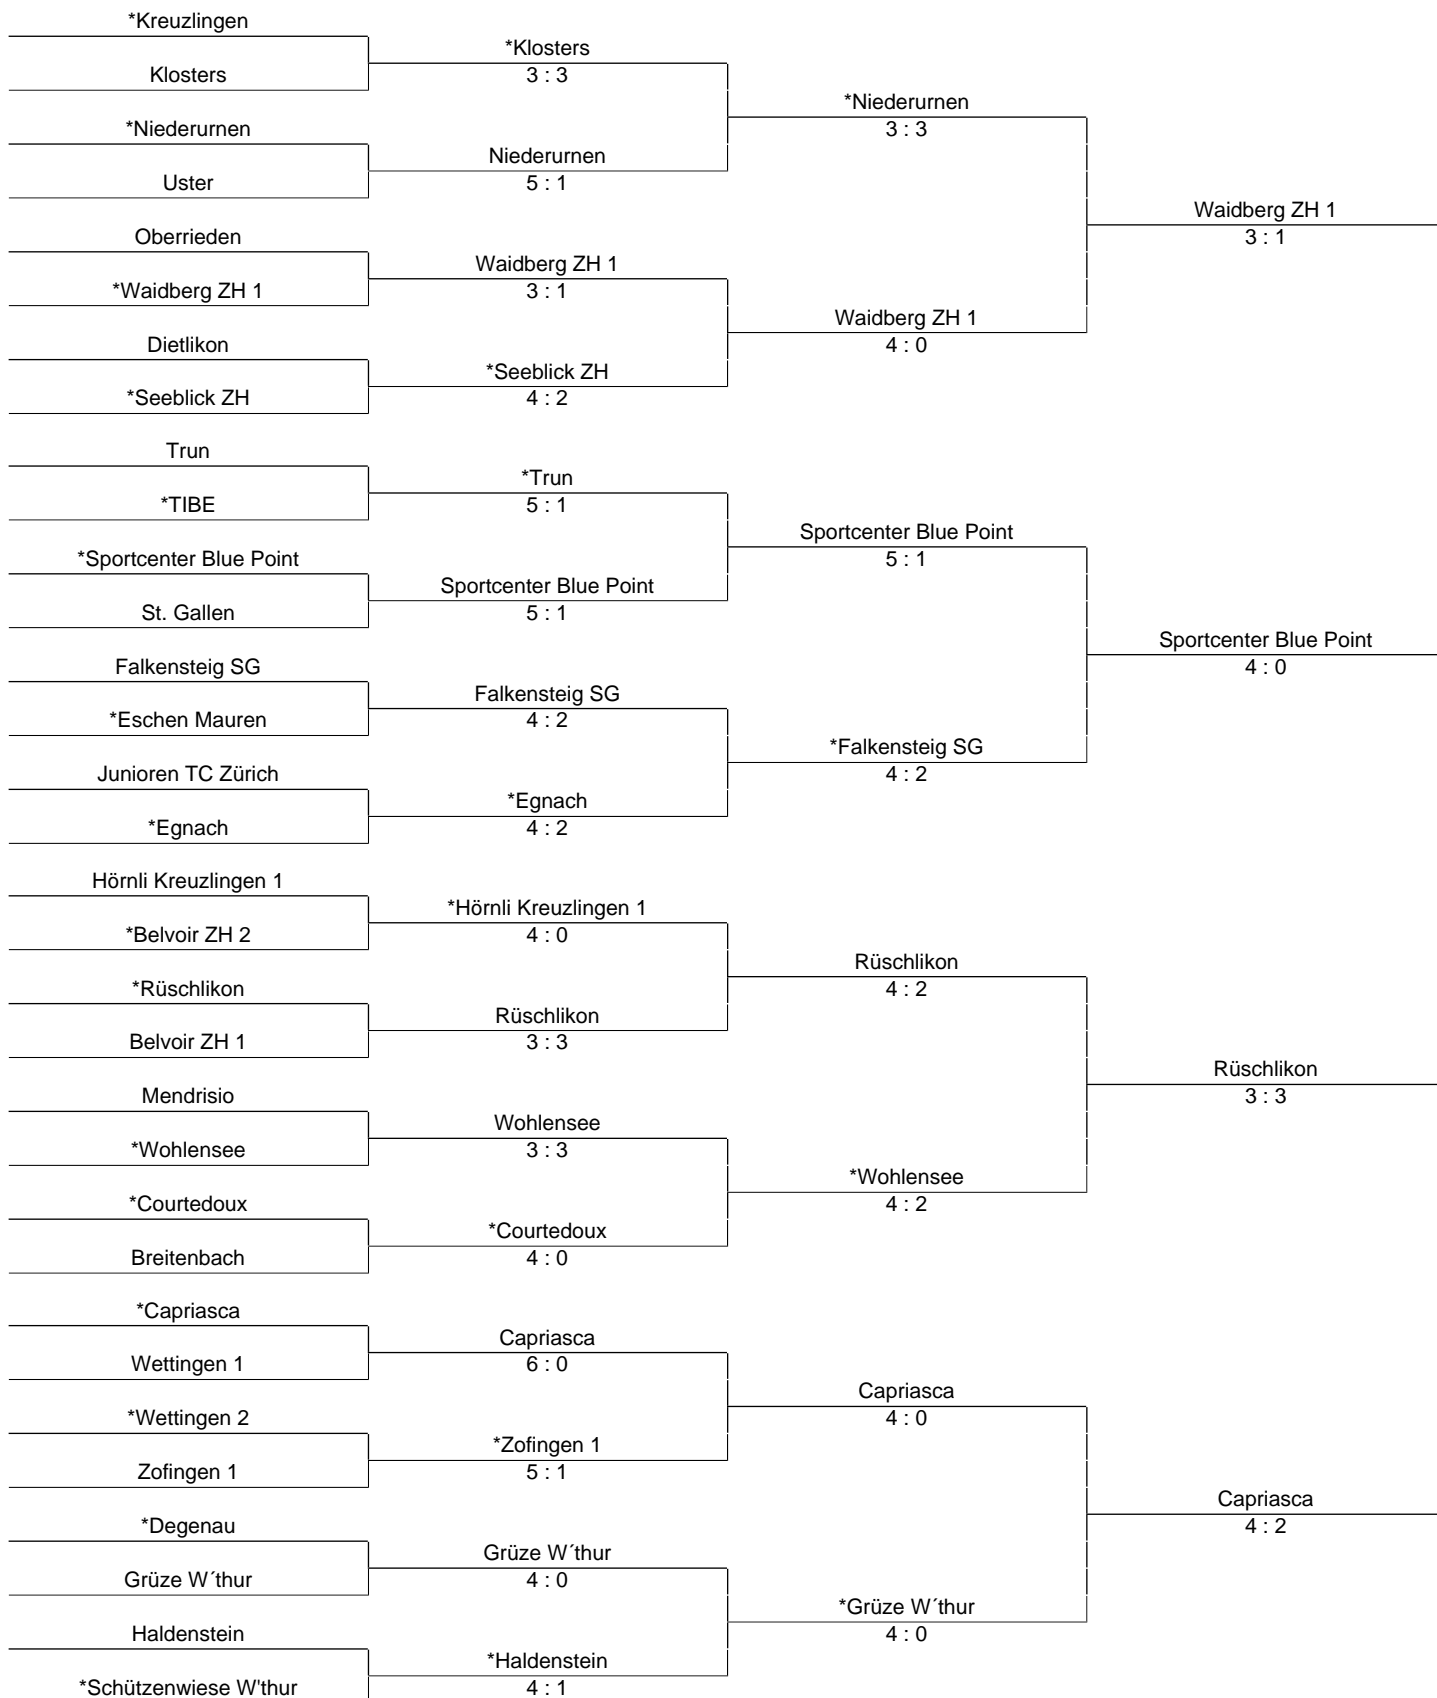 *Kreuzlingen
Klosters
*Niederurnen
Uster
Oberrieden
*Waidberg ZH 1
Dietlikon
*Seeblick ZH
Trun
*TIBE
*Sportcenter Blue Point
St. Gallen
Falkensteig SG
*Eschen Mauren
Junioren TC Zürich
*Egnach
Hörnli Kreuzlingen 1
*Belvoir ZH 2
*Rüschlikon
Belvoir ZH 1
Mendrisio
*Wohlensee
*Courtedoux
Breitenbach
*Capriasca
Wettingen 1
*Wettingen 2
Zofingen 1
*Degenau
Grüze W´thur
Haldenstein
*Schützenwiese W'thur
*Klosters
3 : 3
Niederurnen
5 : 1
Waidberg ZH 1
3 : 1
*Seeblick ZH
4 : 2
*Trun
5 : 1
Sportcenter Blue Point
5 : 1
Falkensteig SG
4 : 2
*Egnach
4 : 2
*Hörnli Kreuzlingen 1
4 : 0
Rüschlikon
3 : 3
Wohlensee
3 : 3
*Courtedoux
4 : 0
Capriasca
6 : 0
*Zofingen 1
5 : 1
Grüze W´thur
4 : 0
*Haldenstein
4 : 1
*Niederurnen
3 : 3
Waidberg ZH 1
4 : 0
Sportcenter Blue Point
5 : 1
*Falkensteig SG
4 : 2
Rüschlikon
4 : 2
*Wohlensee
4 : 2
Capriasca
4 : 0
*Grüze W´thur
4 : 0
Waidberg ZH 1
3 : 1
Sportcenter Blue Point
4 : 0
Rüschlikon
3 : 3
Capriasca
4 : 2